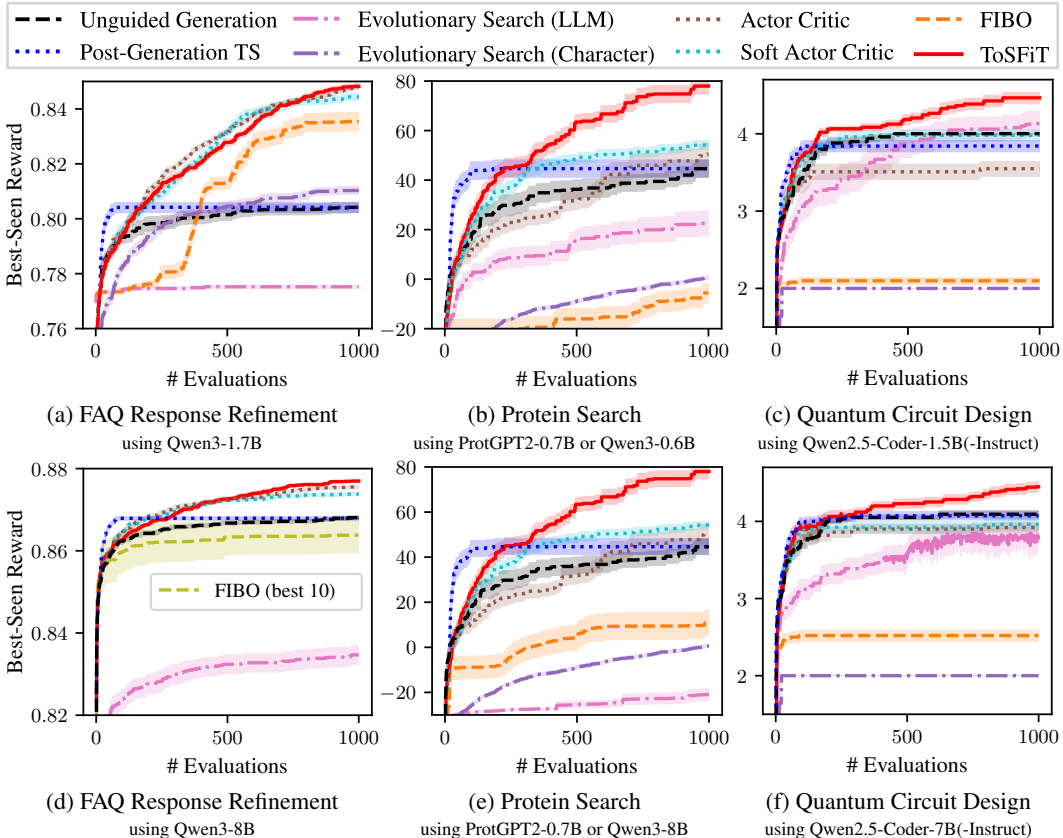 Unguided Generation Evolutionary Search (LLM) Actor Critic FIBO
Post-Generation TS Evolutionary Search (Character) Soft Actor Critic ToSFiT
Best-Seen Reward
0.84
0.82
0.80
0.78
0.76
0 500 1000
# Evaluations
(a) FAQ Response Refinement
using Qwen3-1.7B
80
60
40
20
0
−20
0 500 1000
# Evaluations
(b) Protein Search
using ProtGPT2-0.7B or Qwen3-0.6B
4
3
2
0 500 1000
# Evaluations
(c) Quantum Circuit Design
using Qwen2.5-Coder-1.5B(-Instruct)
Best-Seen Reward
0.88
0.86
0.84
0.82
FIBO (best 10)
0 500 1000
# Evaluations
(d) FAQ Response Refinement
using Qwen3-8B
80
60
40
20
0
−20
0 500 1000
# Evaluations
(e) Protein Search
using ProtGPT2-0.7B or Qwen3-8B
4
3
2
0 500 1000
# Evaluations
(f) Quantum Circuit Design
using Qwen2.5-Coder-7B(-Instruct)